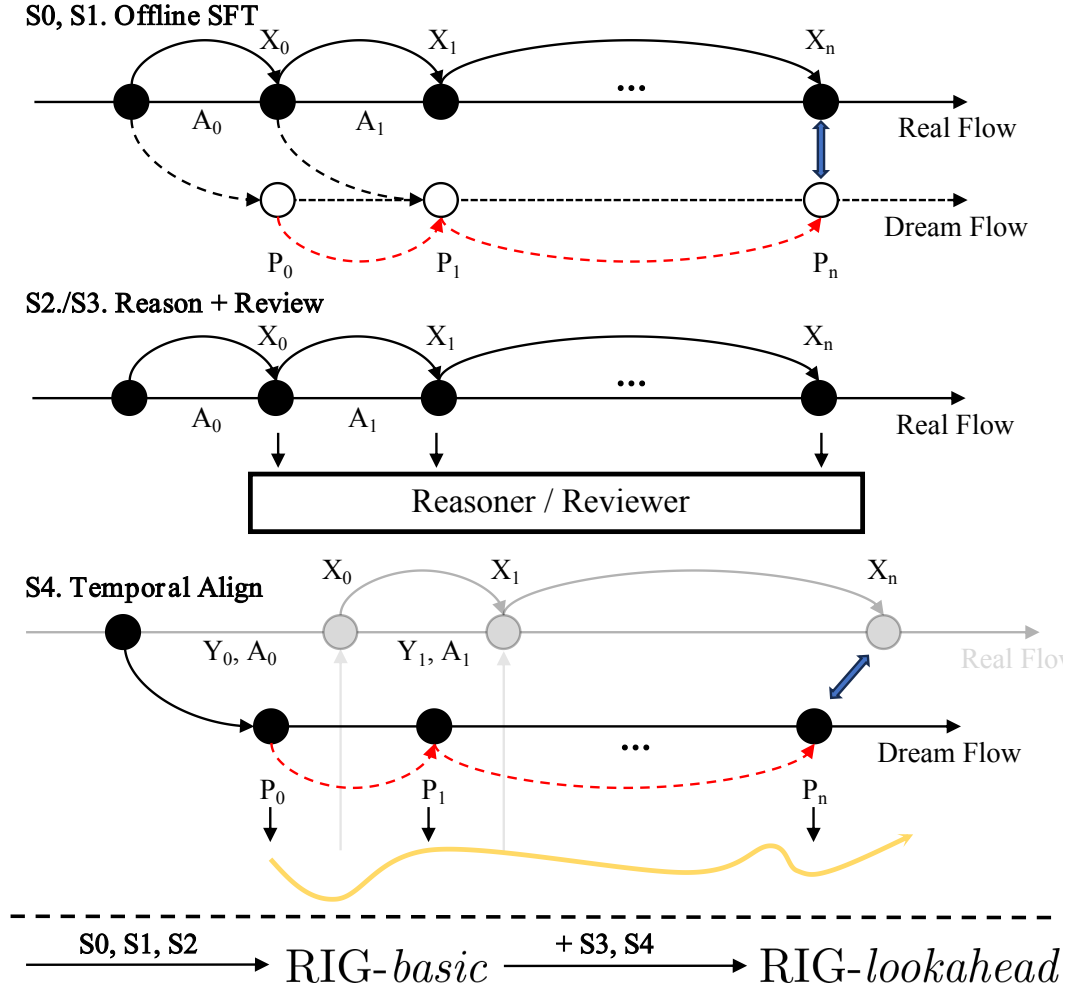 S0, S1. Offline SFT
X0 X1 Xn
...
A0 A1
Real Flow
Dream Flow
P0 P1 Pn
S2./S3. Reason + Review
X0 X1 Xn
...
A0 A1
Real Flow
Reasoner / Reviewer
X0 X1 Xn
S4. Temporal Align
Y0, A0 Y1, A1
Real Flow
...
Dream Flow
P0 P1 Pn
S0, S1, S2 + S3, S4
RIG-basic RIG-lookahead